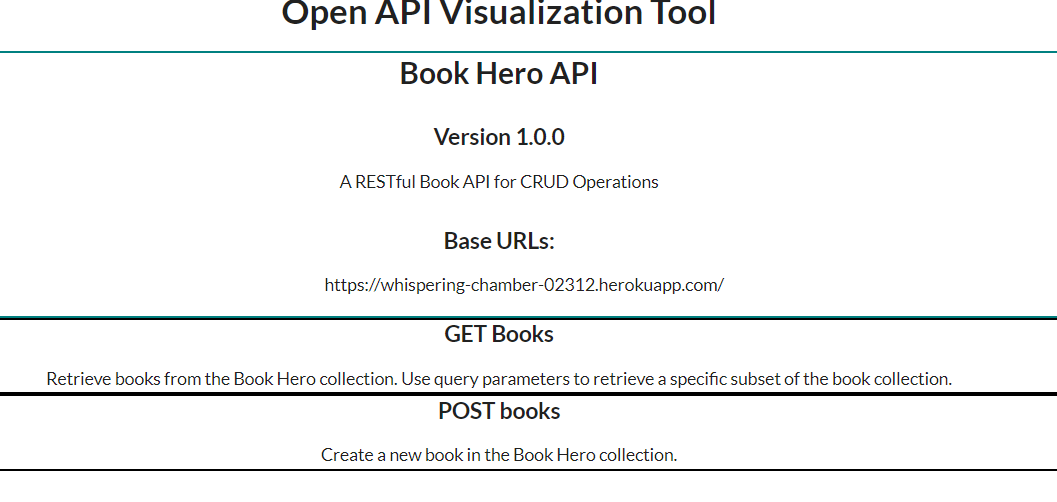 Open API Visualization Tool
Book Hero API
Version 1.0.0
A RESTful Book API for CRUD Operations
Base URLs:
https://whispering-chamber-02312.herokuapp.com/
GET Books
Retrieve books from the Book Hero collection. Use query parameters to retrieve a specific subset of the book collection.
POST books
Create a new book in the Book Hero collection.